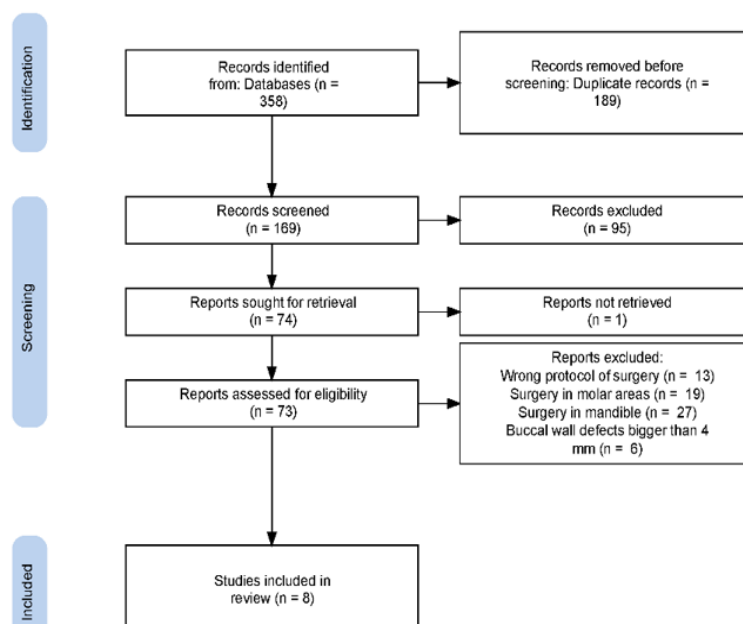 Identification
Records identified
from: Databases (n =
358)
Records removed before
screening: Duplicate records (n =
189)
Screening
Records screened
(n = 169)
Records excluded
(n = 95)
Reports sought for retrieval
(n = 74)
Reports not retrieved
(n = 1)
Reports assessed for eligibility
(n = 73)
Reports excluded:
Wrong protocol of surgery (n = 13)
Surgery in molar areas (n = 19)
Surgery in mandible (n = 27)
Buccal wall defects bigger than 4
mm (n = 6)
Included
Studies included in
review (n = 8)